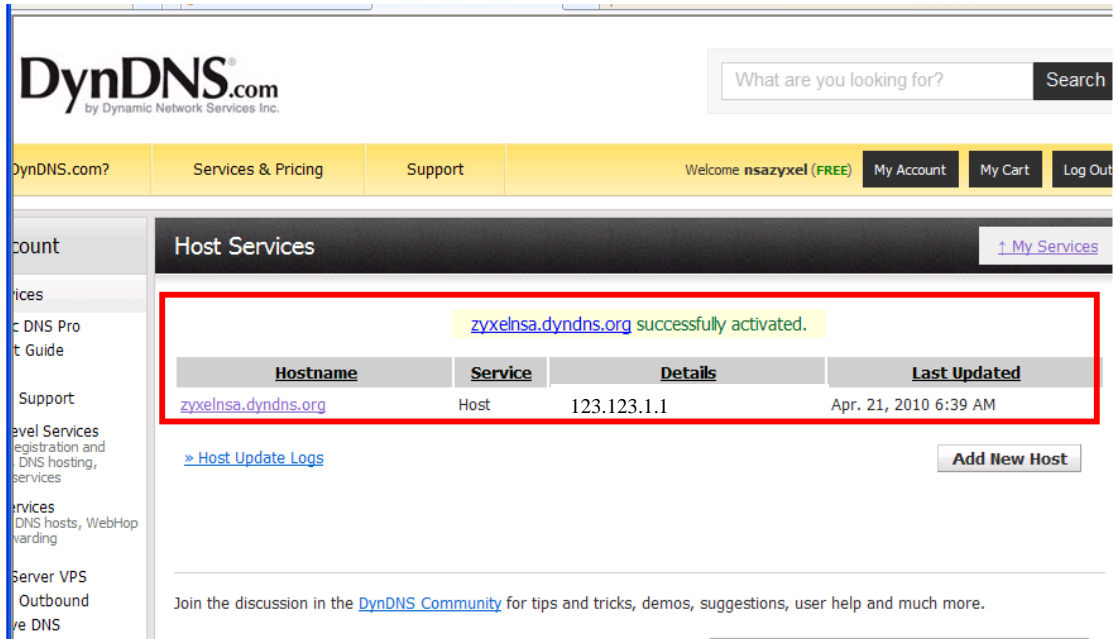 DynDNS.com
by Dynamic Network Services Inc.
What are you looking for? Search
DynDNS.com? Services & Pricing Support Welcome nsazyxel (FREE) My Account My Cart Log Out
count
Host Services
↑ My Services
vices
c DNS Pro
t Guide
Support
evel Services
egistration and
DNS hosting,
services
ervices
DNS hosts, WebHop
warding
Server VPS
Outbound
ve DNS
zyxelnsa.dyndns.org successfully activated.
Hostname Service Details Last Updated
zyxelnsa.dyndns.org Host 123.123.1.1 Apr. 21, 2010 6:39 AM
» Host Update Logs
Add New Host
Join the discussion in the DynDNS Community for tips and tricks, demos, suggestions, user help and much more.